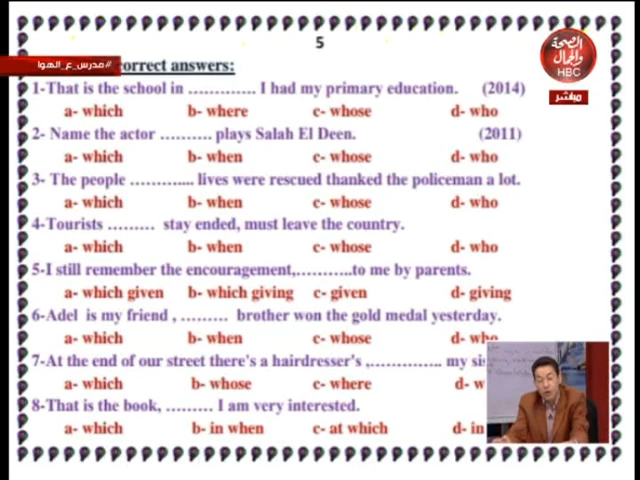 5
#مدرس_ع_الهوا
correct answers:
الصحة
والجمال
HBC
مباشر
1-That is the school in ............. I had my primary education. (2014)
a- which b- where c- whose d- who
2- Name the actor .......... plays Salah El Deen. (2011)
a- which b- when c- whose d- who
3- The people ............... lives were rescued thanked the policeman a lot.
a- which b- when c- whose d- who
4-Tourists ......... stay ended, must leave the country.
a- which b- when c- whose d- who
5-I still remember the encouragement,...........to me by parents.
a- which given b- which giving c- given d- giving
6-Adel is my friend , ......... brother won the gold medal yesterday.
a- which b- when c- whose d- who
7-At the end of our street there's a hairdresser's ,.............. my sis
a- which b- whose c- where d- w
8-That is the book, ......... I am very interested.
a- which b- in when c- at which d- in